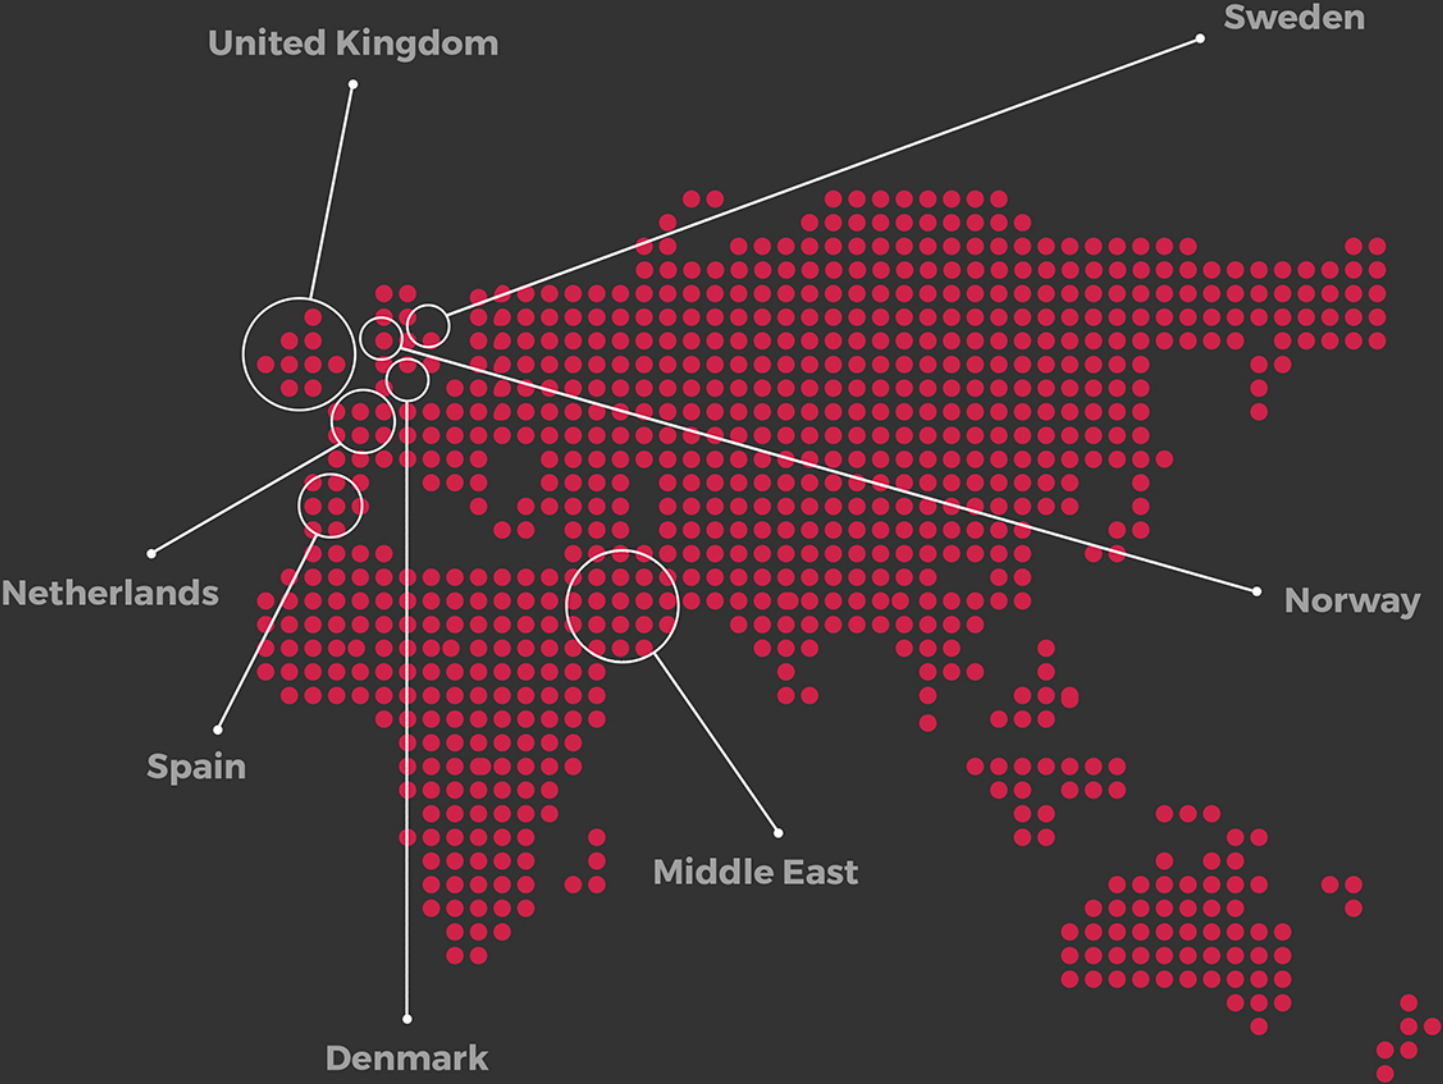 Sweden
United Kingdom
Netherlands
Norway
Spain
Middle East
Denmark